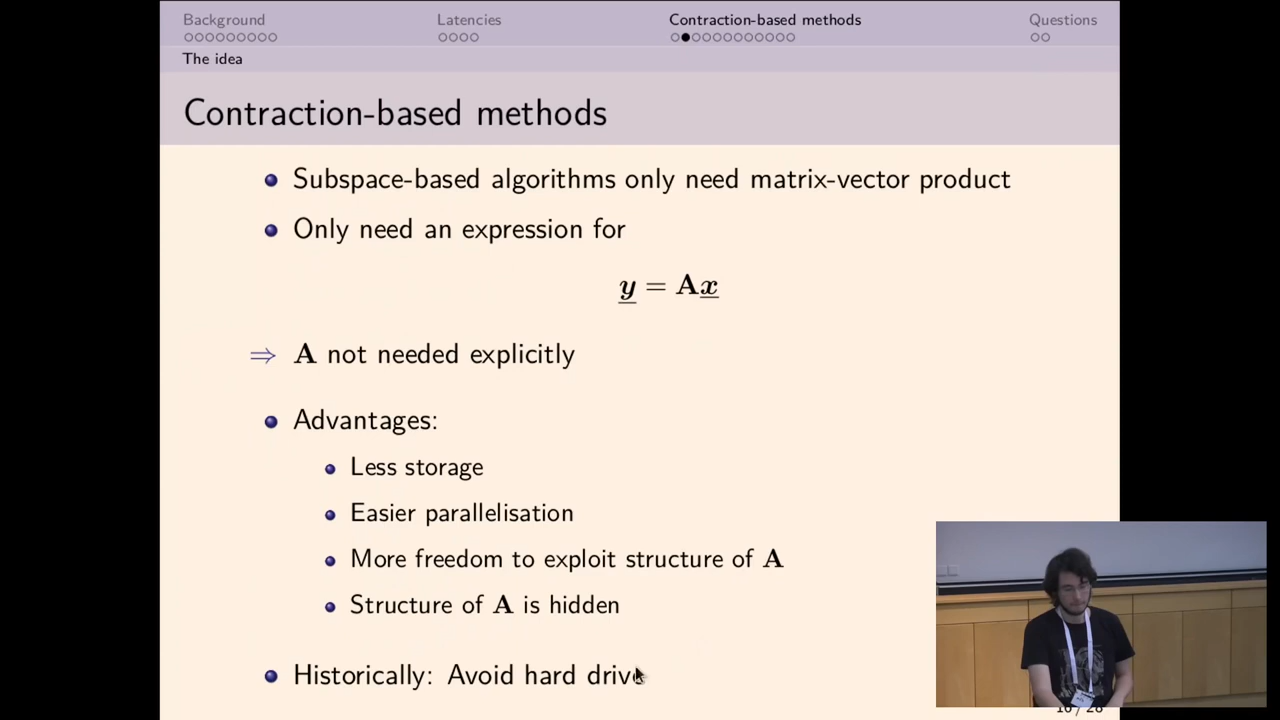 Background Latencies Contraction-based methods Questions
The idea
Contraction-based methods
Subspace-based algorithms only need matrix-vector product
Only need an expression for
y = Ax
⇒ A not needed explicitly
Advantages:
Less storage
Easier parallelisation
More freedom to exploit structure of A
Structure of A is hidden
Historically: Avoid hard drive